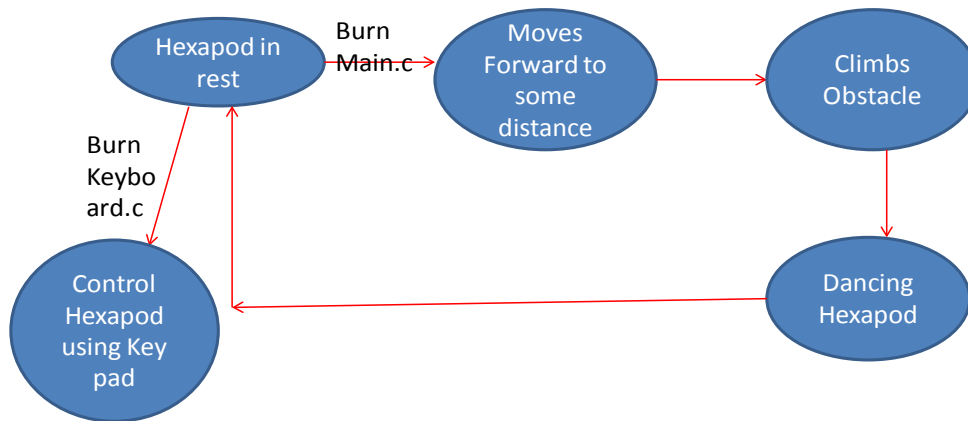 Hexapod in
rest
Burn
Main.c
Moves
Forward to
some
distance
Climbs
Obstacle
Burn
Keybo
ard.c
Control
Hexapod
using Key
pad
Dancing
Hexapod